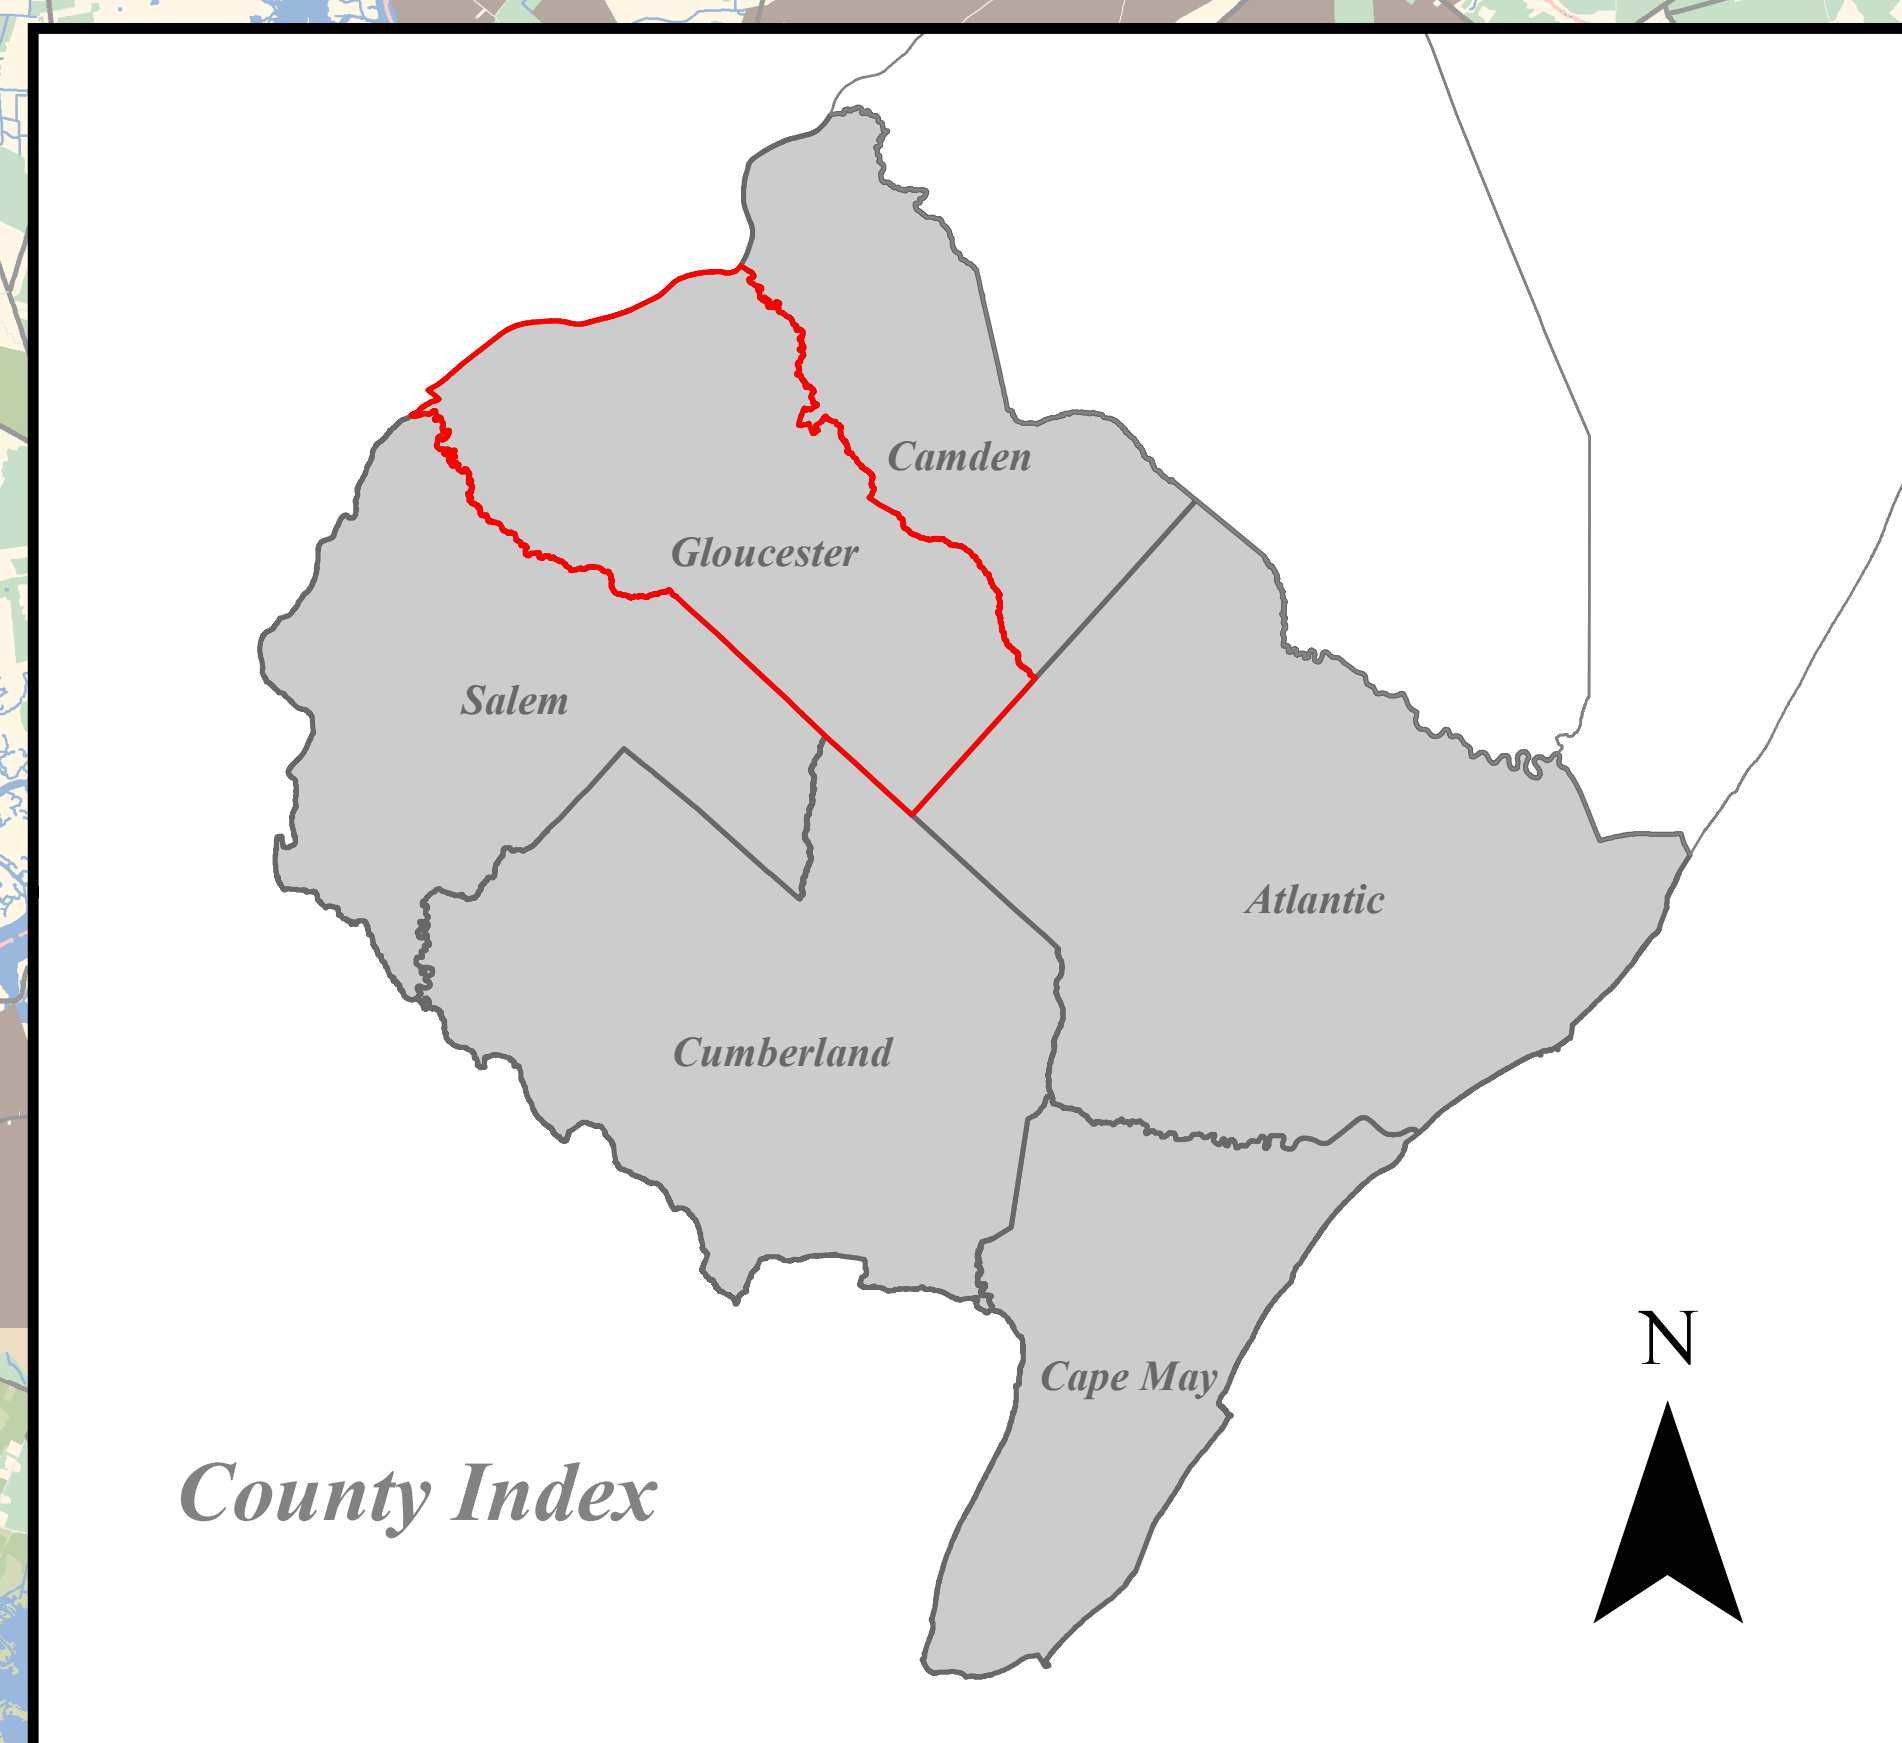 Camden
Gloucester
Salem
Atlantic
Cumberland
N
Cape May
County Index